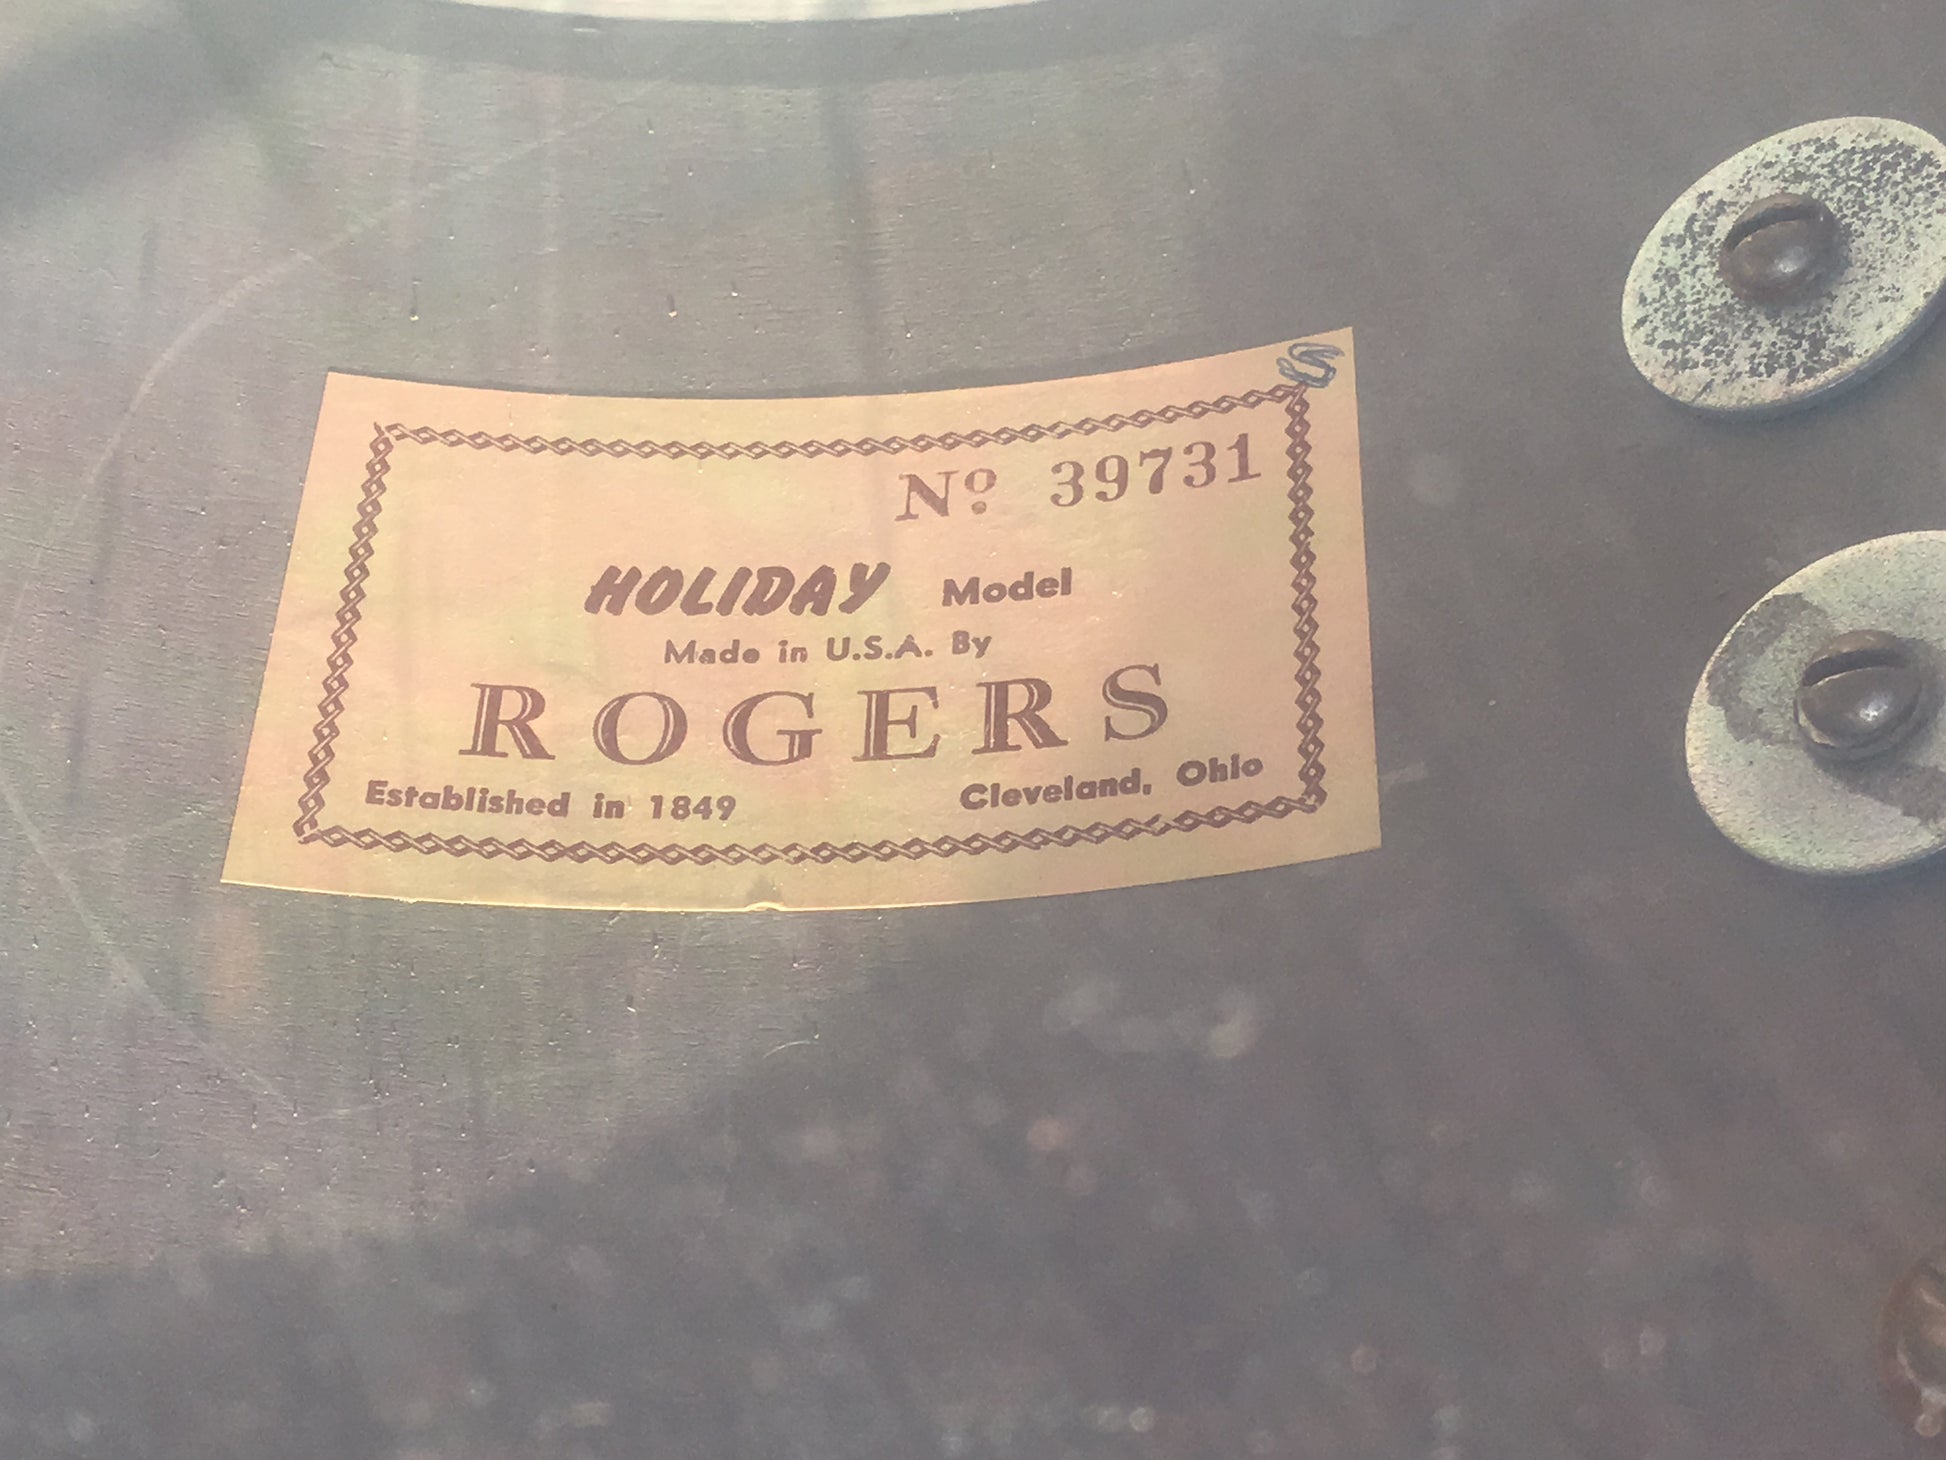 S
Nº 39731
HOLIDAY Model
Made in U.S.A. By
ROGERS
Established in 1849 Cleveland, Ohio